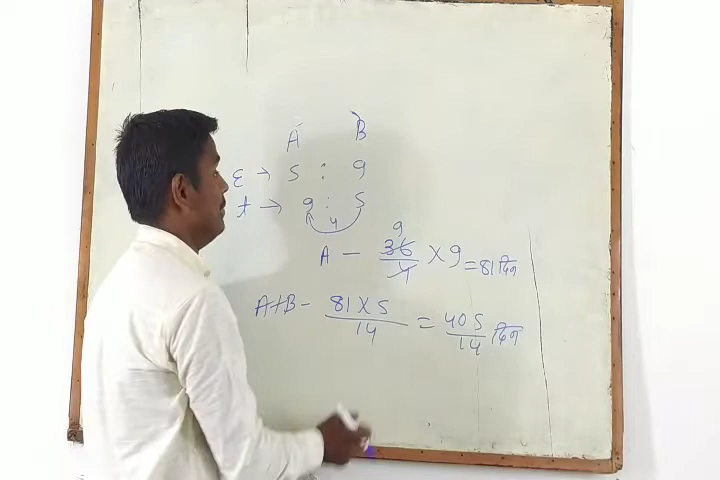 A B
ε → 5 : 9
t → 9 : 5
4
A - 36/4 × 9 = 81 दिन
9
A+B - 81 × 5 / 14 = 405/14 दिन